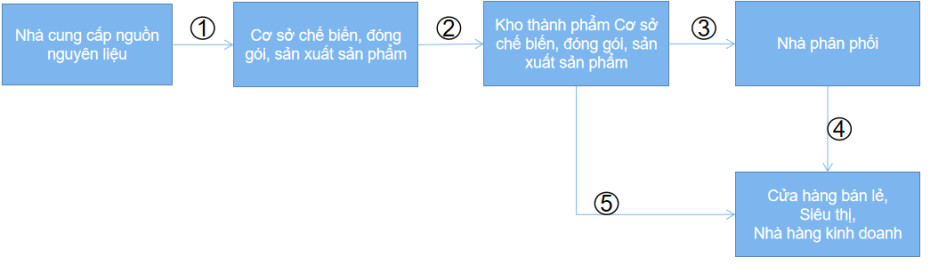 Nhà cung cấp nguồn
nguyên liệu
①
Cơ sở chế biến, đóng
gói, sản xuất sản phẩm
②
Kho thành phẩm Cơ sở
chế biến, đóng gói, sản
xuất sản phẩm
③
Nhà phân phối
④
⑤
Cửa hàng bán lẻ,
Siêu thị,
Nhà hàng kinh doanh